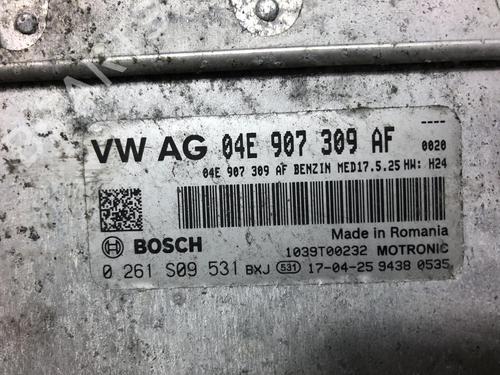 VW AG 04E 907 309 AF 0020
04E 907 309 AF BENZIN MED17.5.25 HW: H24
Made in Romania
BOSCH 1039T00232 MOTRONIC
0 261 S09 531 BXJ 531 17-04-25 9438 0535